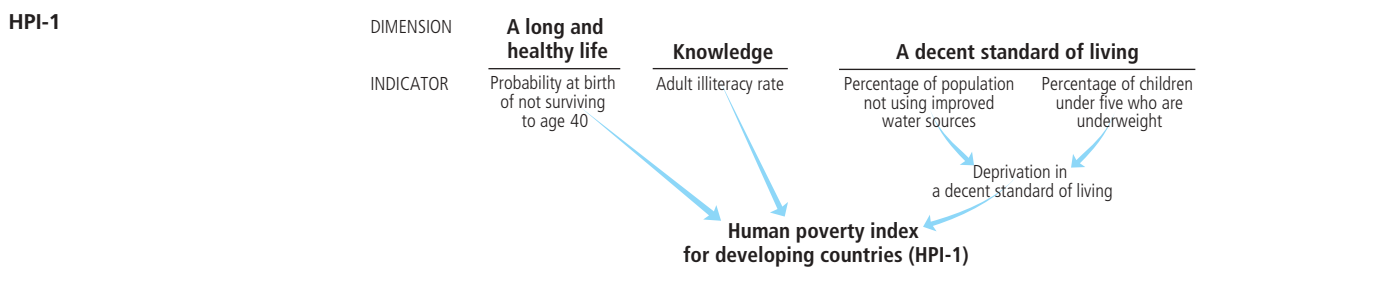 HPI-1
DIMENSION
A long and
healthy life
Knowledge
A decent standard of living
INDICATOR
Probability at birth
of not surviving
to age 40
Adult illiteracy rate
Percentage of population
not using improved
water sources
Percentage of children
under five who are
underweight
Deprivation in
a decent standard of living
Human poverty index
for developing countries (HPI-1)